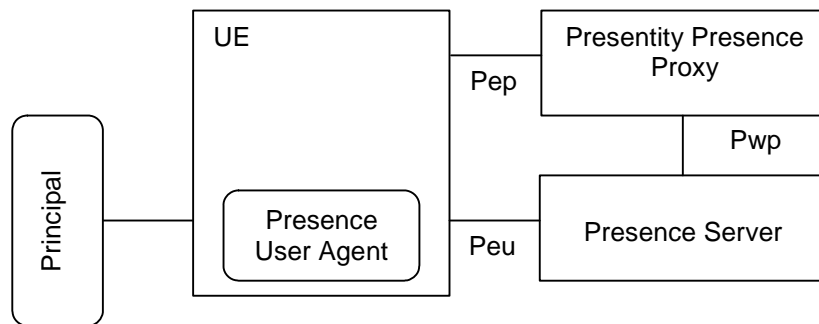 UE
Presentity Presence
Proxy
Pep
Pwp
Principal
Presence
User Agent
Peu
Presence Server